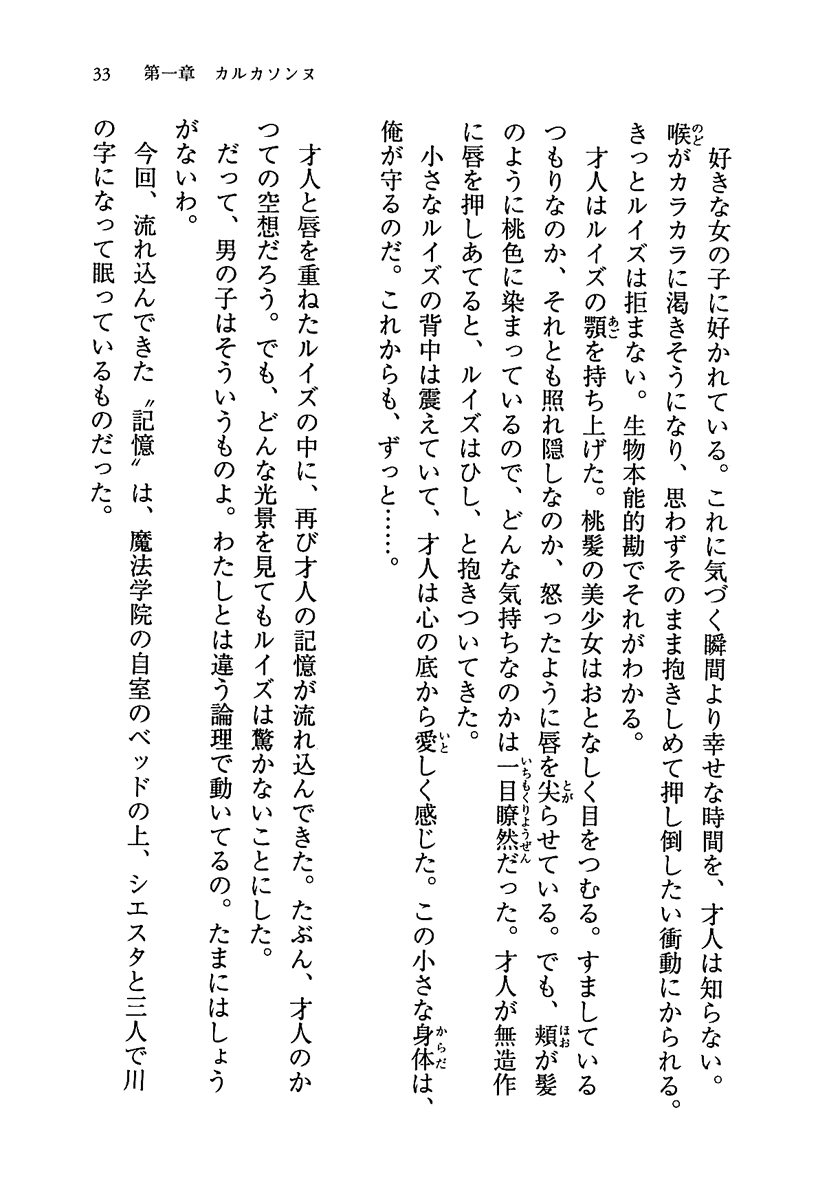 33　第一章　カルカソンヌ
　好きな女の子に好かれている。これに気づく瞬間より幸せな時間を、才人は知らない。
喉がカラカラに渇きそうになり、思わずそのまま抱きしめて押し倒したい衝動にかられる。
きっとルイズは拒まない。生物本能的勘でそれがわかる。
　才人はルイズの顎を持ち上げた。桃髪の美少女はおとなしく目をつむる。すましている
つもりなのか、それとも照れ隠しなのか、怒ったように唇を尖らせている。でも、頬が髪
のように桃色に染まっているので、どんな気持ちなのかは一目瞭然だった。才人が無造作
に唇を押しあてると、ルイズはひし、と抱きついてきた。
　小さなルイズの背中は震えていて、才人は心の底から愛しく感じた。この小さな身体は、
俺が守るのだ。これからも、ずっと……。
　才人と唇を重ねたルイズの中に、再び才人の記憶が流れ込んできた。たぶん、才人のか
つての空想だろう。でも、どんな光景を見てもルイズは驚かないことにした。
　だって、男の子はそういうものよ。わたしとは違う論理で動いてるの。たまにはしょう
がないわ。
　今回、流れ込んできた〝記憶〟は、魔法学院の自室のベッドの上、シエスタと三人で川
の字になって眠っているものだった。